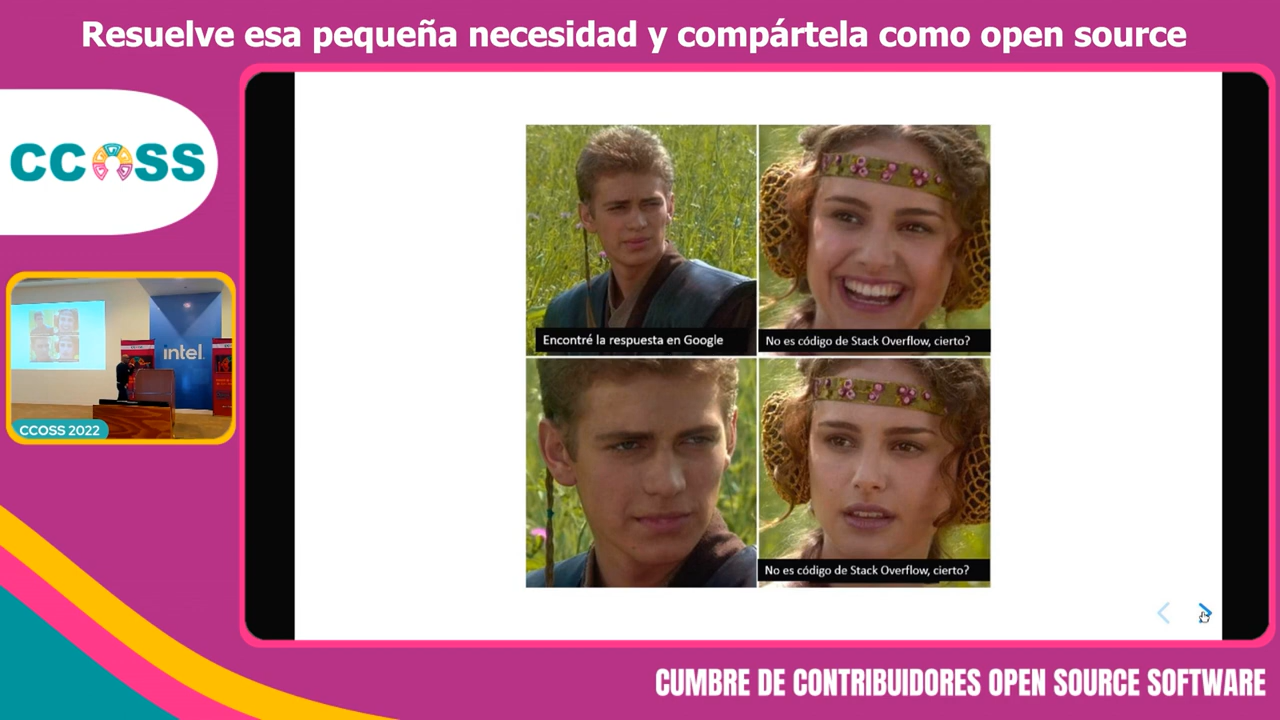 Resuelve esa pequeña necesidad y compártela como open source
CCOSS
Encontré la respuesta en Google
No es código de Stack Overflow, cierto?
No es código de Stack Overflow, cierto?
intel.
CCOSS 2022
CUMBRE DE CONTRIBUIDORES OPEN SOURCE SOFTWARE